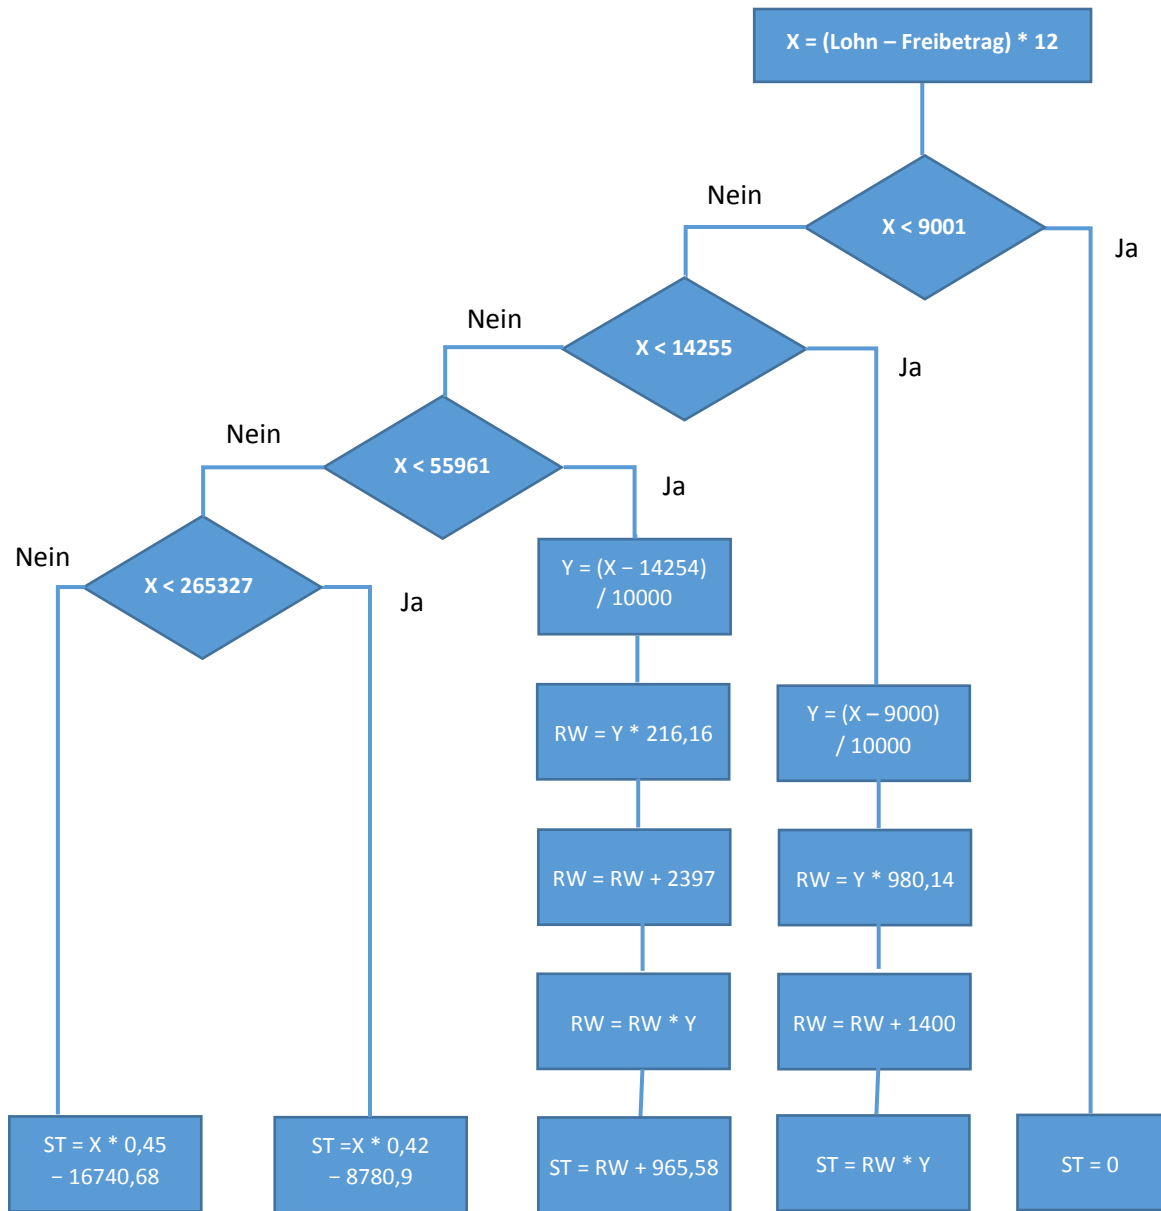 X = (Lohn – Freibetrag) * 12
Nein
X < 9001
Ja
Nein
X < 14255
Ja
Nein
X < 55961
Ja
Nein
X < 265327
Ja
Y = (X – 14254)
/ 10000
RW = Y * 216,16
Y = (X – 9000)
/ 10000
RW = RW + 2397
RW = Y * 980,14
RW = RW * Y
RW = RW + 1400
ST = X * 0,45
– 16740,68
ST =X * 0,42
– 8780,9
ST = RW + 965,58
ST = RW * Y
ST = 0